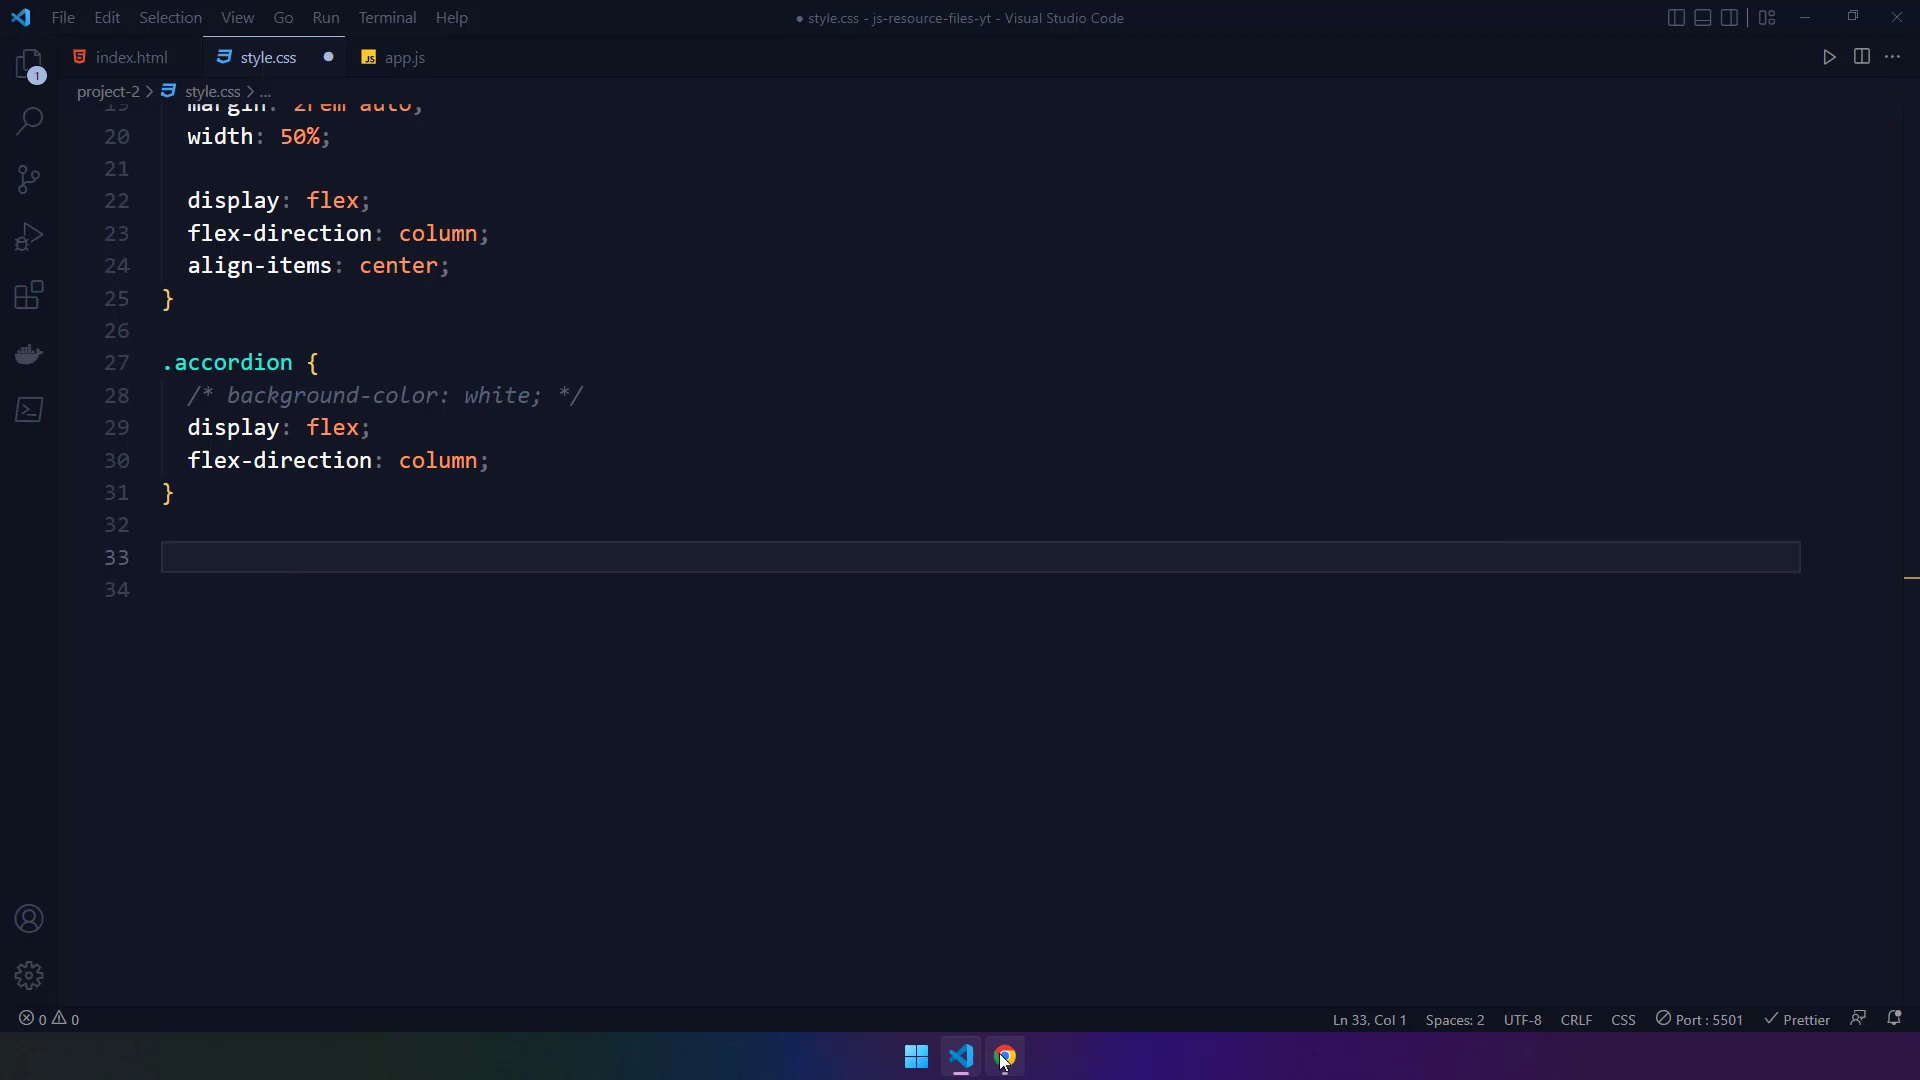 File Edit Selection View Go Run Terminal Help
● style.css - js-resource-files-yt - Visual Studio Code
index.html
style.css
JS app.js
1
project-2 > style.css > ...
19 margin: 2rem auto;
20 width: 50%;
21
22 display: flex;
23 flex-direction: column;
24 align-items: center;
25 }
26
27 .accordion {
28 /* background-color: white; */
29 display: flex;
30 flex-direction: column;
31 }
32
33
34
0 0
Ln 33, Col 1 Spaces: 2 UTF-8 CRLF CSS Port : 5501 Prettier